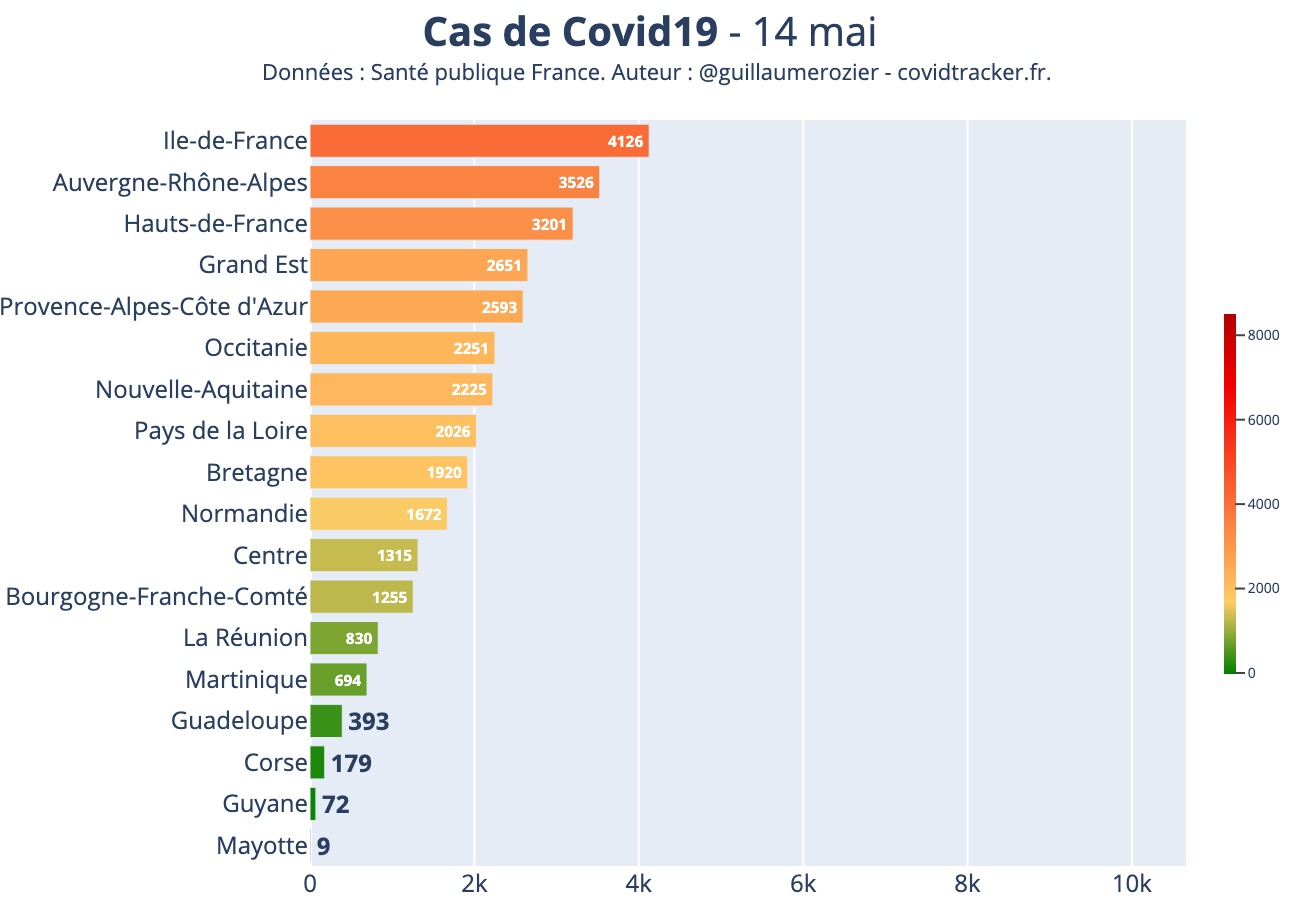 Cas de Covid19 - 14 mai
Données : Santé publique France. Auteur : @guillaumerozier - covidtracker.fr.
Ile-de-France 4126
Auvergne-Rhône-Alpes 3526
Hauts-de-France 3201
Grand Est 2651
Provence-Alpes-Côte d'Azur 2593
Occitanie 2251
Nouvelle-Aquitaine 2225
Pays de la Loire 2026
Bretagne 1920
Normandie 1672
Centre 1315
Bourgogne-Franche-Comté 1255
La Réunion 830
Martinique 694
Guadeloupe 393
Corse 179
Guyane 72
Mayotte 9
0 2k 4k 6k 8k 10k
8000
6000
4000
2000
0